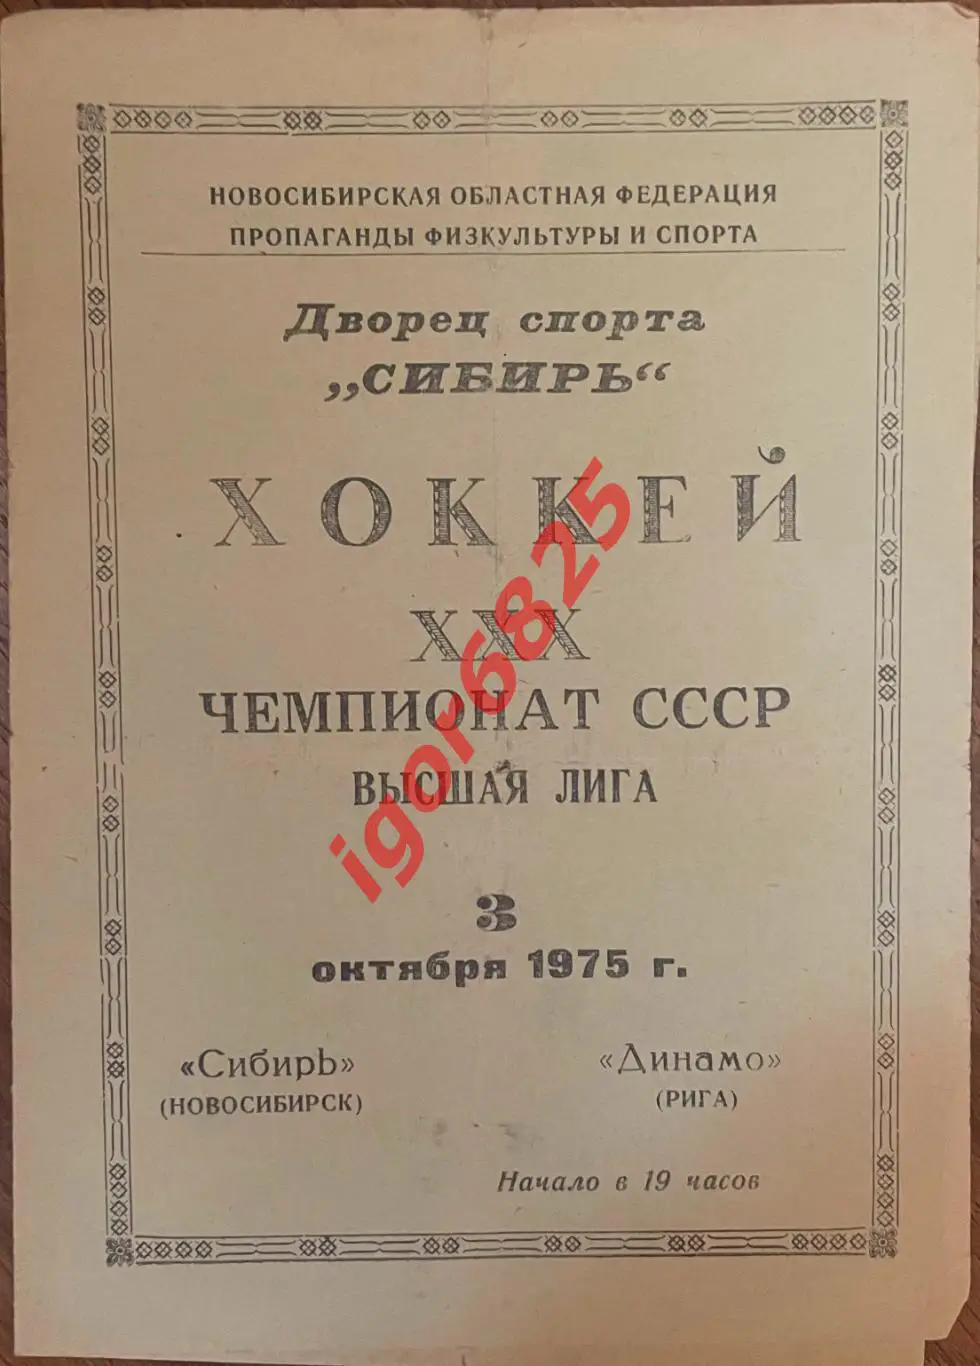 НОВОСИБИРСКАЯ ОБЛАСТНАЯ ФЕДЕРАЦИЯ
ПРОПАГАНДЫ ФИЗКУЛЬТУРЫ И СПОРТА
Дворец спорта
„СИБИРЬ“
ХОККЕЙ
XXX
ЧЕМПИОНАТ СССР
ВЫСШАЯ ЛИГА
igor6825
3
октября 1975 г.
«Сибирь»
(НОВОСИБИРСК)
«Динамо»
(РИГА)
Начало в 19 часов